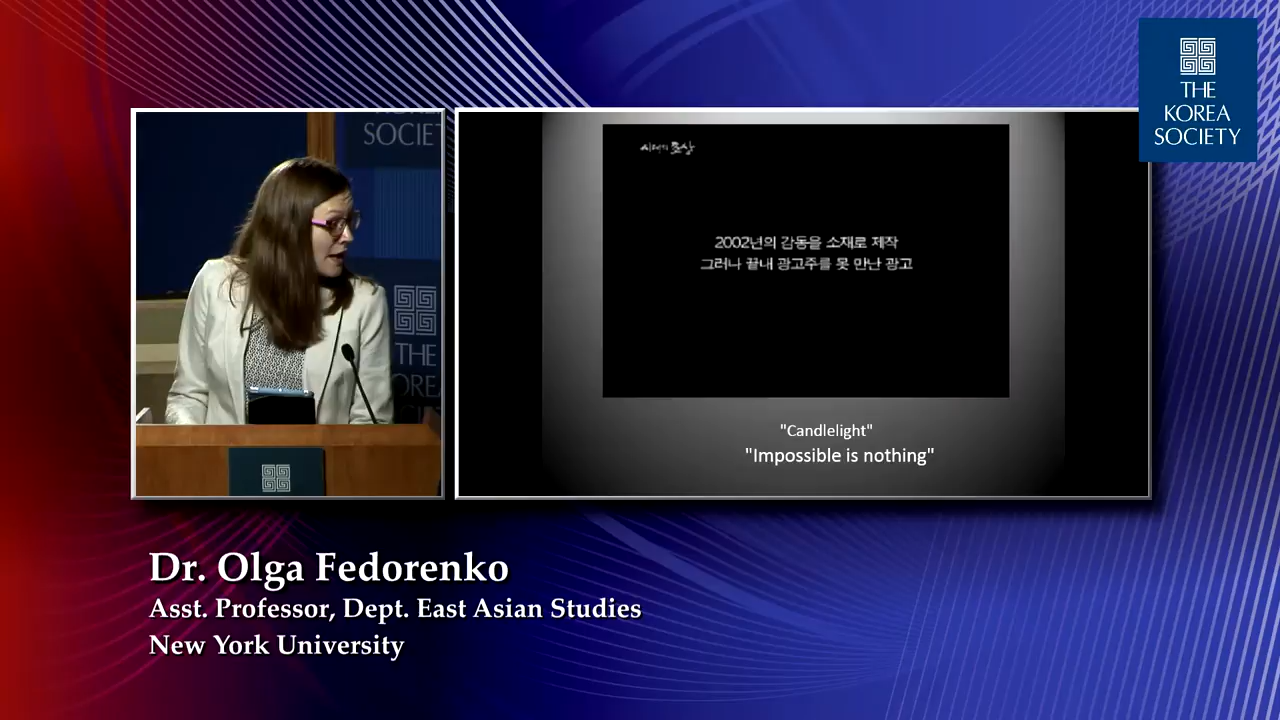 THE
KOREA
SOCIETY
SOCIET
THE
시대의 초상
2002년의 감동을 소재로 제작
그러나 끝내 광고주를 못 만난 광고
"Candlelight"
"Impossible is nothing"
Dr. Olga Fedorenko
Asst. Professor, Dept. East Asian Studies
New York University